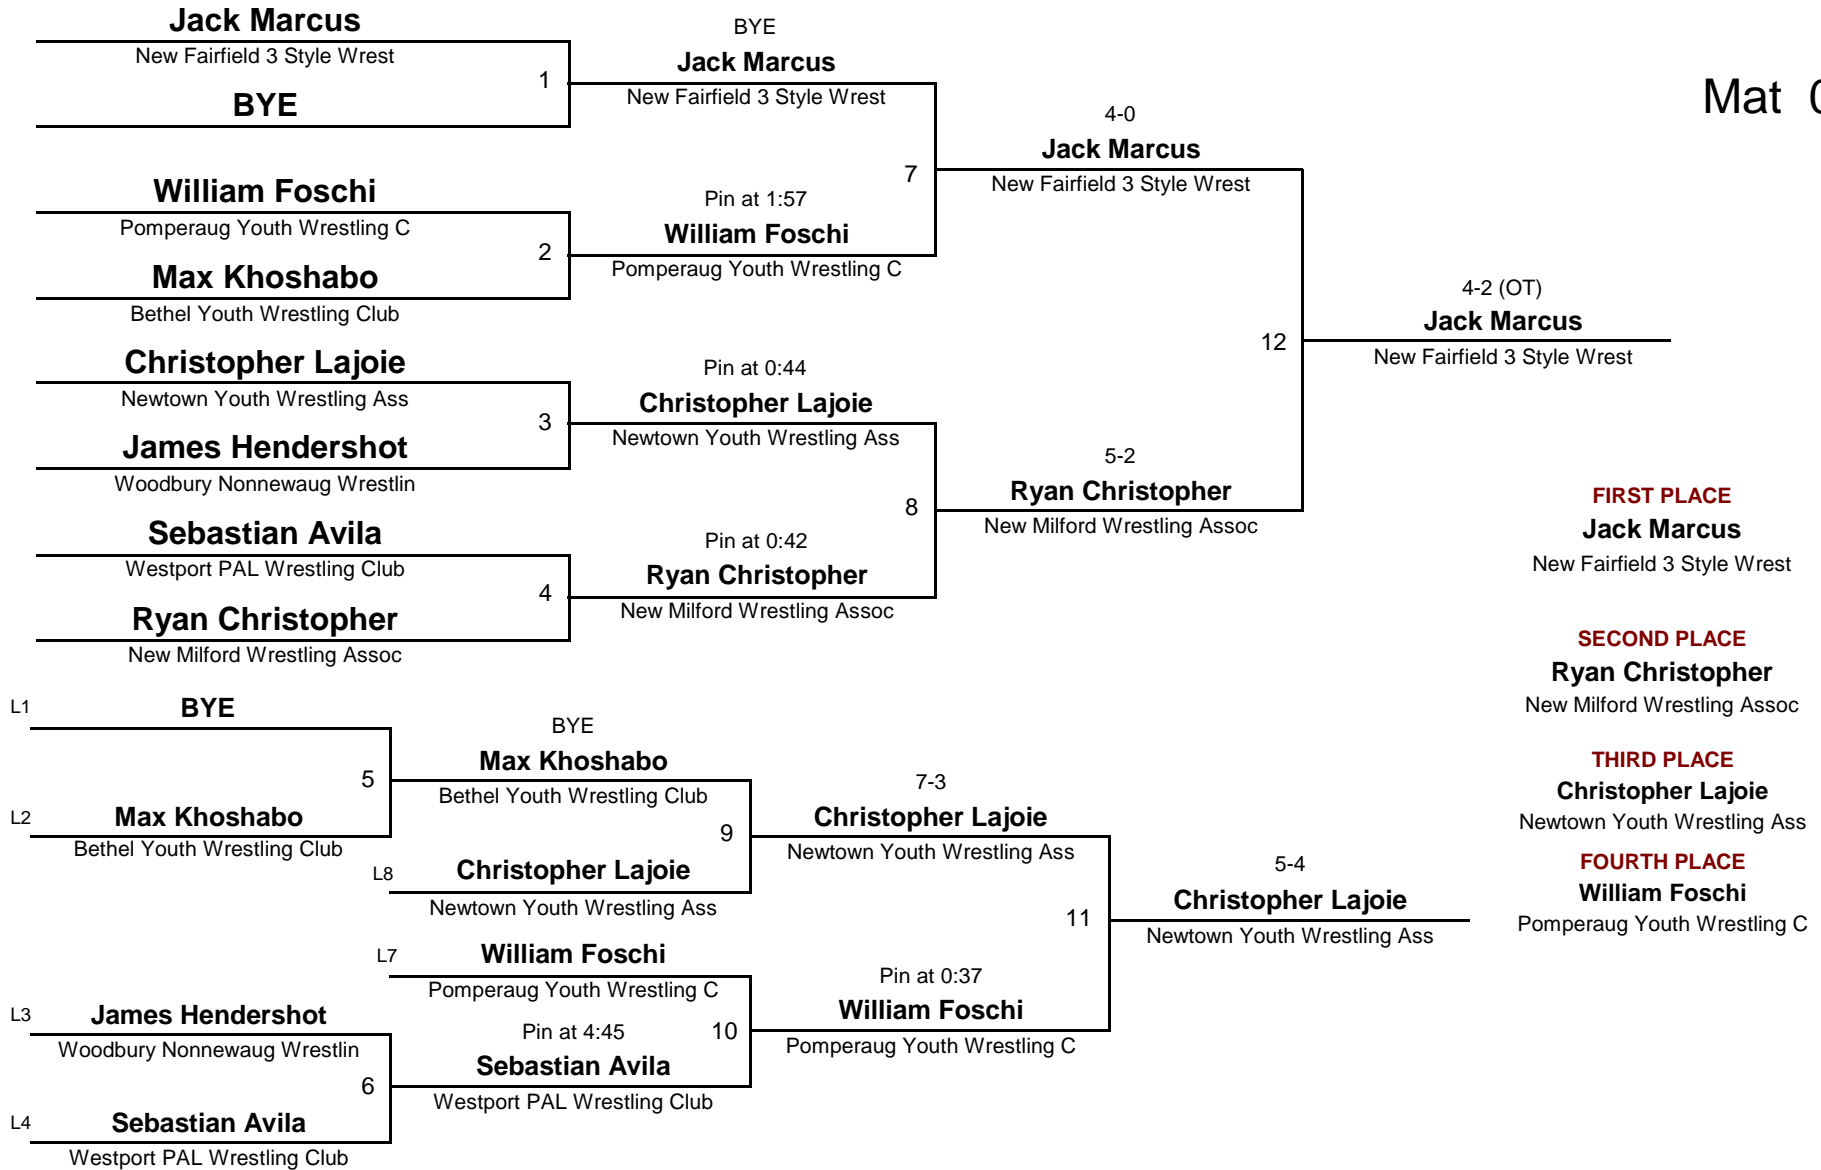 Jack Marcus
New Fairfield 3 Style Wrest
1
BYE
BYE
Jack Marcus
New Fairfield 3 Style Wrest
Mat 0
William Foschi
Pomperaug Youth Wrestling C
2
Max Khoshabo
Bethel Youth Wrestling Club
Pin at 1:57
William Foschi
Pomperaug Youth Wrestling C
7
4-0
Jack Marcus
New Fairfield 3 Style Wrest
Christopher Lajoie
Newtown Youth Wrestling Ass
3
James Hendershot
Woodbury Nonnewaug Wrestlin
Pin at 0:44
Christopher Lajoie
Newtown Youth Wrestling Ass
Sebastian Avila
Westport PAL Wrestling Club
4
Ryan Christopher
New Milford Wrestling Assoc
Pin at 0:42
Ryan Christopher
New Milford Wrestling Assoc
8
5-2
Ryan Christopher
New Milford Wrestling Assoc
12
4-2 (OT)
Jack Marcus
New Fairfield 3 Style Wrest
FIRST PLACE
Jack Marcus
New Fairfield 3 Style Wrest
SECOND PLACE
Ryan Christopher
New Milford Wrestling Assoc
THIRD PLACE
Christopher Lajoie
Newtown Youth Wrestling Ass
FOURTH PLACE
William Foschi
Pomperaug Youth Wrestling C
L1
BYE
5
L2
Max Khoshabo
Bethel Youth Wrestling Club
BYE
Max Khoshabo
Bethel Youth Wrestling Club
9
L8
Christopher Lajoie
Newtown Youth Wrestling Ass
7-3
Christopher Lajoie
Newtown Youth Wrestling Ass
L7
William Foschi
Pomperaug Youth Wrestling C
L3
James Hendershot
Woodbury Nonnewaug Wrestlin
6
L4
Sebastian Avila
Westport PAL Wrestling Club
Pin at 4:45
Sebastian Avila
Westport PAL Wrestling Club
10
Pin at 0:37
William Foschi
Pomperaug Youth Wrestling C
11
5-4
Christopher Lajoie
Newtown Youth Wrestling Ass